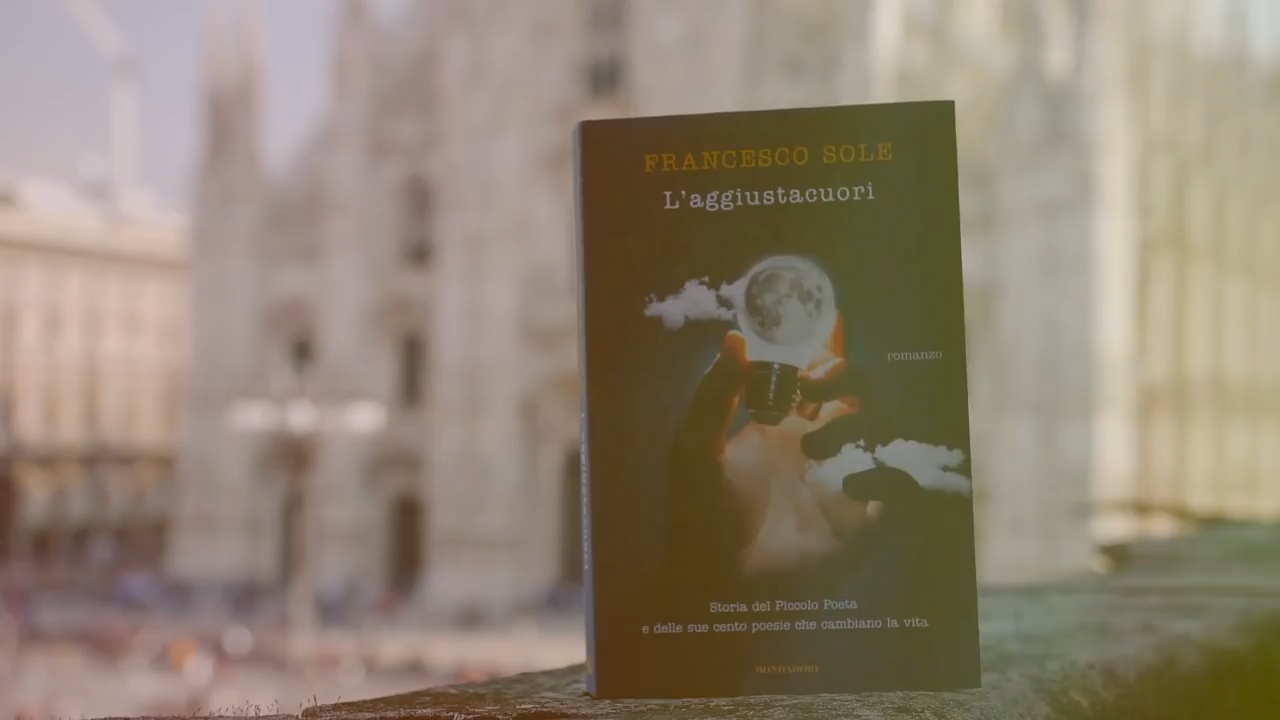 FRANCESCO SOLE
L'aggiustacuori
romanzo
Storia del Piccolo Poeta
e delle sue cento poesie che cambiano la vita
MONDADORI